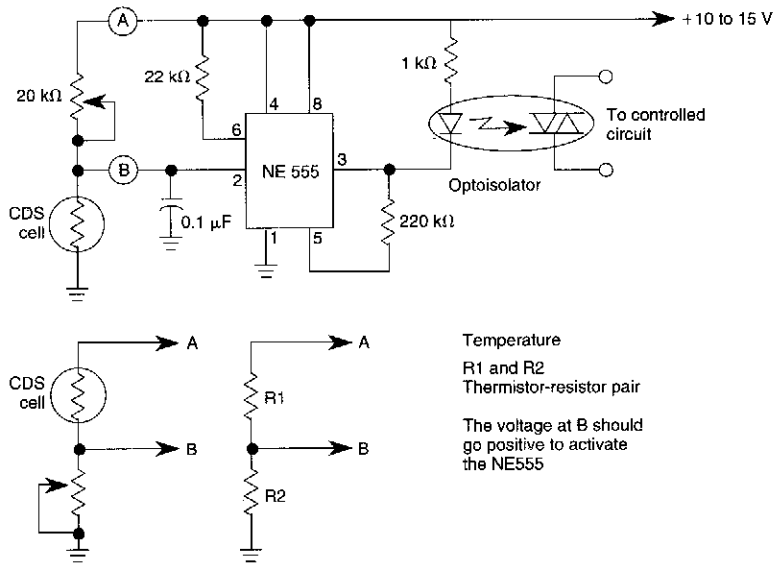 A
+10 to 15 V
22 kΩ
1 kΩ
20 kΩ
4
8
6
To controlled
circuit
B
NE 555
3
2
Optoisolator
CDS
cell
0.1 μF
220 kΩ
1
5
A
A
Temperature
CDS
cell
R1
R1 and R2
Thermistor-resistor pair
B
B
The voltage at B should
go positive to activate
the NE555
R2